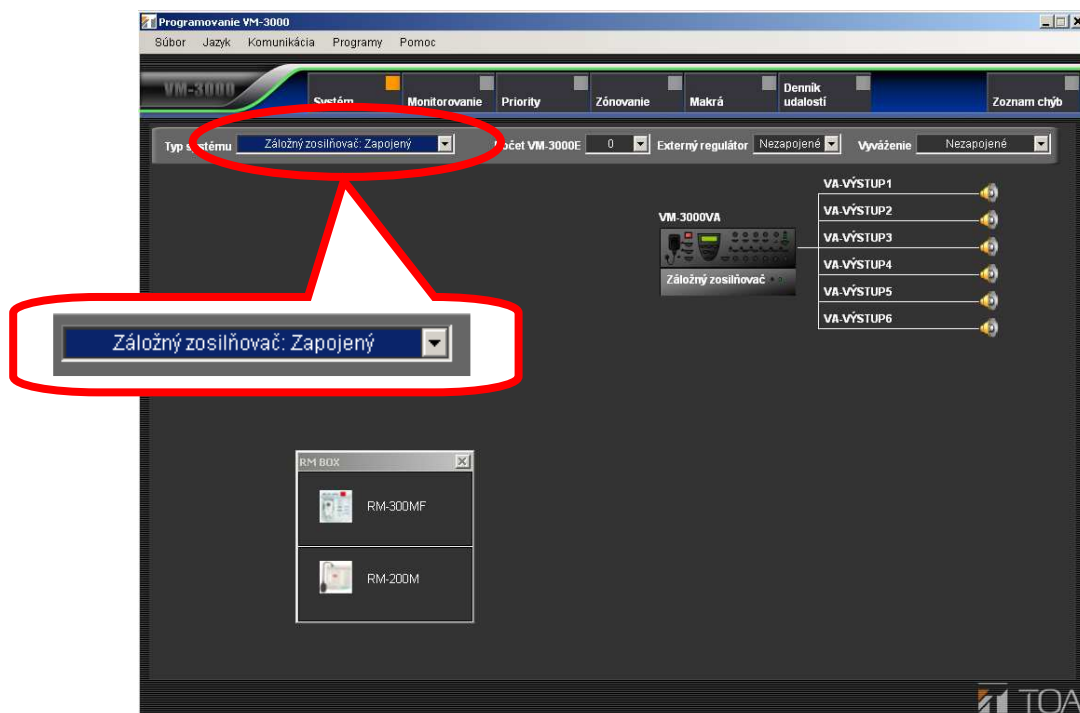 Programovanie VM-3000
Súbor Jazyk Komunikácia Programy Pomoc
VM-3000
Systém Monitorovanie Priority Zónovanie Makrá Denník udalostí Zoznam chýb
Typ systému Záložný zosilňovač: Zapojený Počet VM-3000E 0 Externý regulátor Nezapojené Vyváženie Nezapojené
VA-VÝSTUP1
VM-3000VA
VA-VÝSTUP2
VA-VÝSTUP3
VA-VÝSTUP4
Záložný zosilňovač
VA-VÝSTUP5
VA-VÝSTUP6
Záložný zosilňovač: Zapojený
RM BOX
RM-300MF
RM-200M
TOA